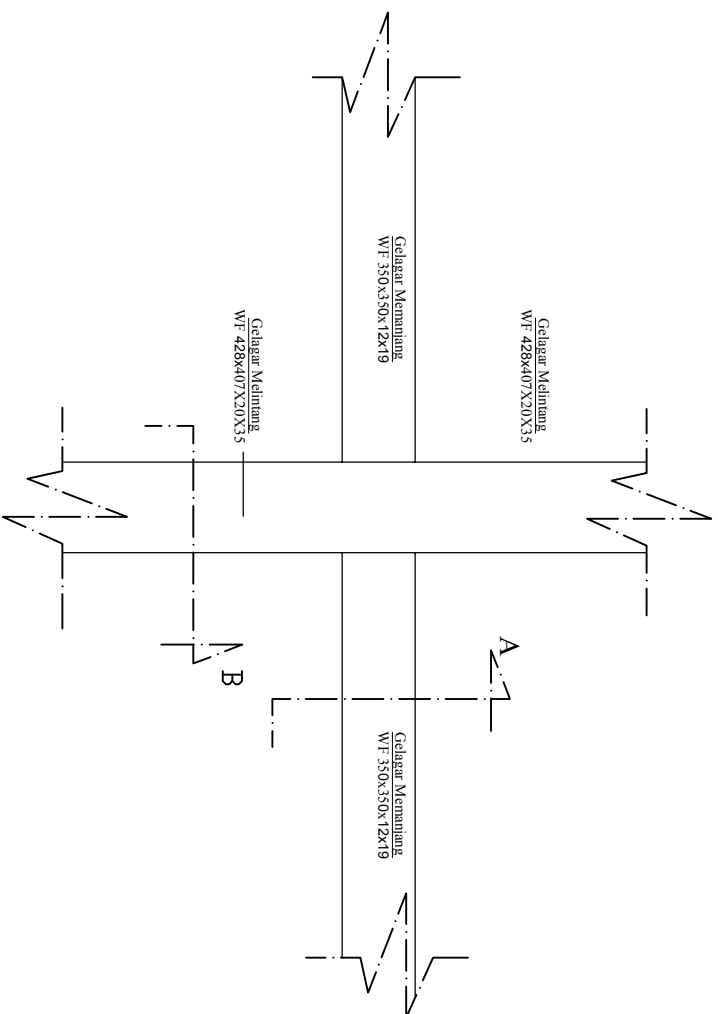 Gelagar Melintang
WF 428x407X20X35
Gelagar Memanjang
WF 350x350x12x19
Gelagar Melintang
WF 428x407X20X35
A
B
Gelagar Memanjang
WF 350x350x12x19